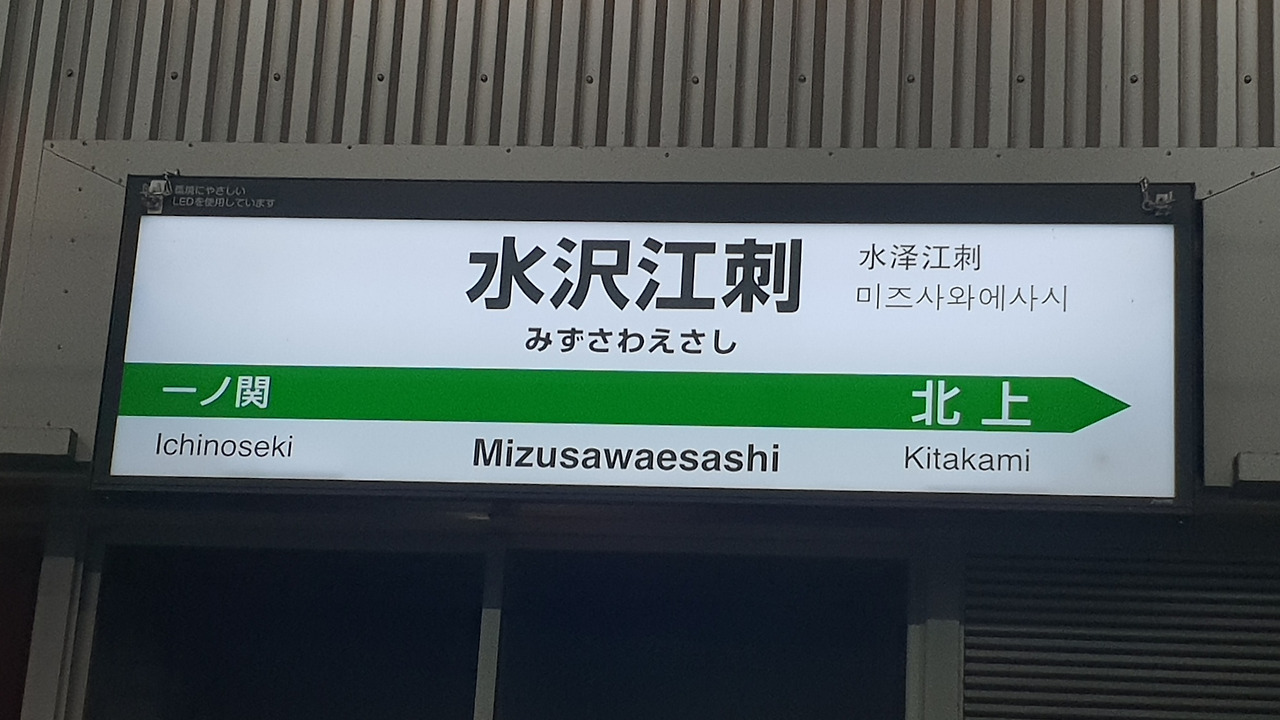 環境にやさしい
LEDを使用しています
水沢江刺
水泽江刺
미즈사와에사시
みずさわえさし
一ノ関 北上
Ichinoseki Mizusawaesashi Kitakami